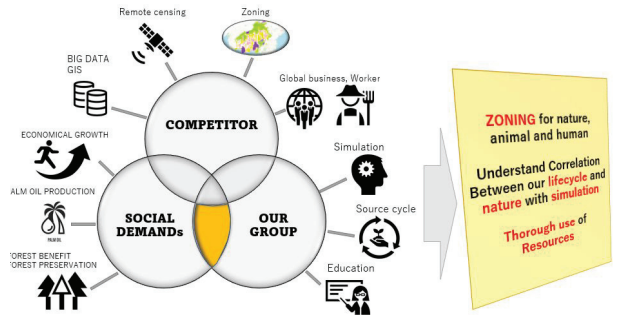 Remote censing
Zoning
BIG DATA
GIS
Global business, Worker
COMPETITOR
ECONOMICAL GROWTH
Simulation
ALM OIL PRODUCTION
PALM OIL
SOCIAL
DEMANDs
OUR
GROUP
Source cycle
OREST BENEFIT
OREST PRESERVATION
Education
ZONING for nature,
animal and human
Understand Correlation
Between our lifecycle and
nature with simulation
Thorough use of
Resources